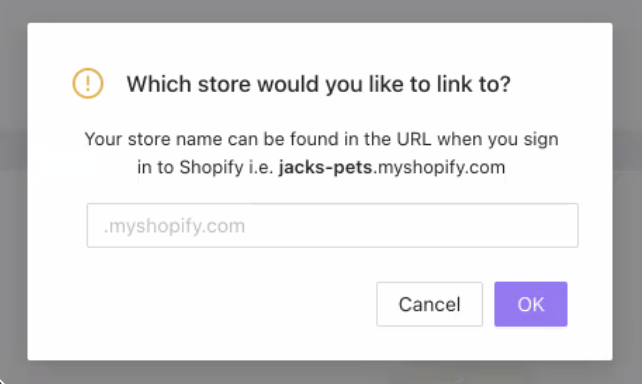 Which store would you like to link to?
Your store name can be found in the URL when you sign
in to Shopify i.e. jacks-pets.myshopify.com
.myshopify.com
Cancel
OK